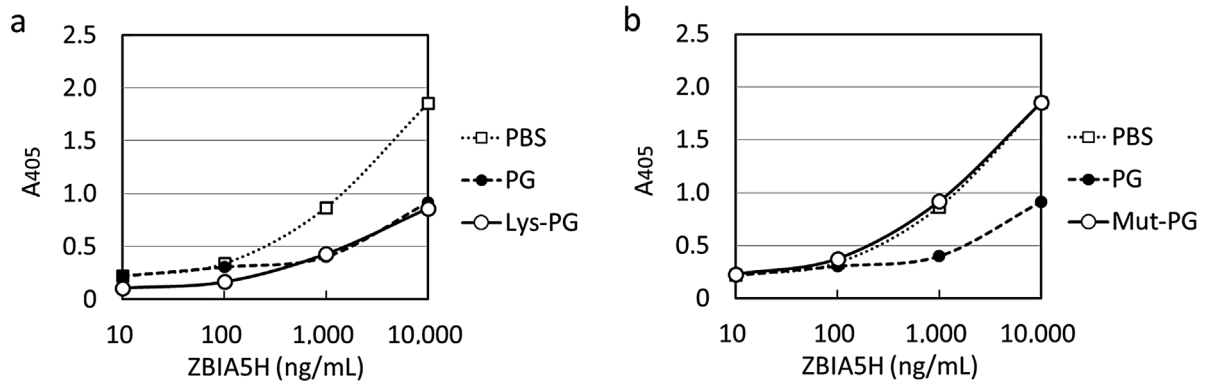 a
2.5
2.0
1.5
1.0
0.5
0
A405
10 100 1,000 10,000
ZBIA5H (ng/mL)
PBS
PG
Lys-PG
b
2.5
2.0
1.5
1.0
0.5
0
A405
10 100 1,000 10,000
ZBIA5H (ng/mL)
PBS
PG
Mut-PG